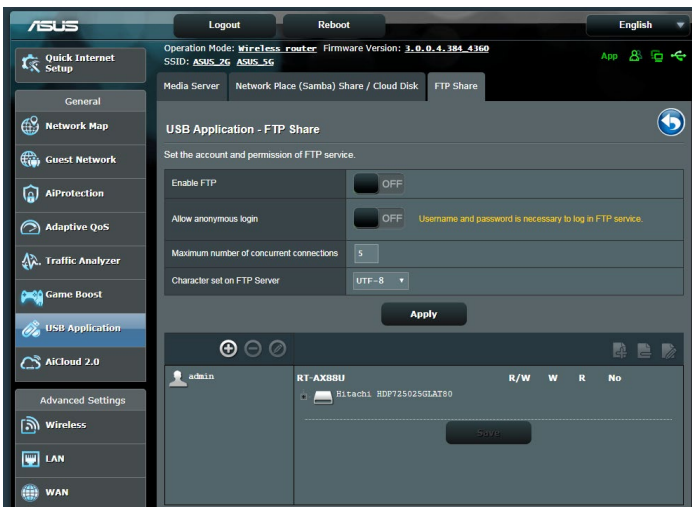 ASUS
Logout
Reboot
English
Quick Internet
Setup
Operation Mode: Wireless router Firmware Version: 3.0.0.4.384_4360
SSID: ASUS_2G ASUS_5G
App
General
Media Server
Network Place (Samba) Share / Cloud Disk
FTP Share
Network Map
Guest Network
AiProtection
Adaptive QoS
Traffic Analyzer
Game Boost
USB Application
AiCloud 2.0
Advanced Settings
Wireless
LAN
WAN
USB Application - FTP Share
Set the account and permission of FTP service.
Enable FTP
OFF
Allow anonymous login
OFF
Username and password is necessary to log in FTP service.
Maximum number of concurrent connections
5
Character set on FTP Server
UTF-8
Apply
admin
RT-AX88U
R/W
W
R
No
Hitachi HDP725025GLAT80
Save